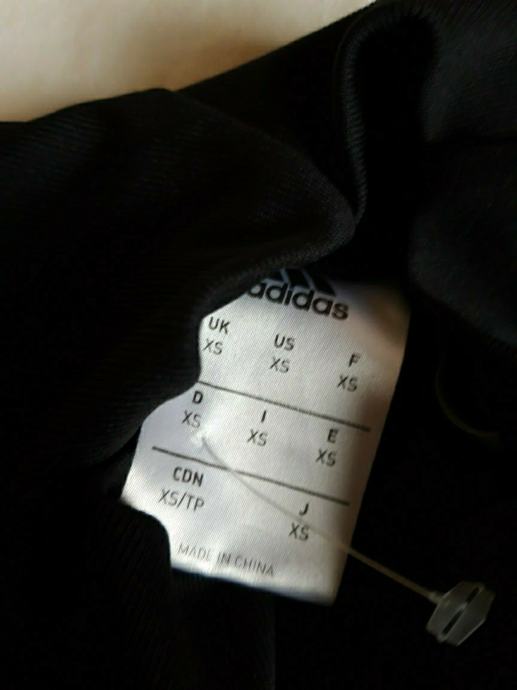 adidas
UK US F
XS XS XS
D I E
XS XS XS
CDN J
XS/TP XS
MADE IN CHINA